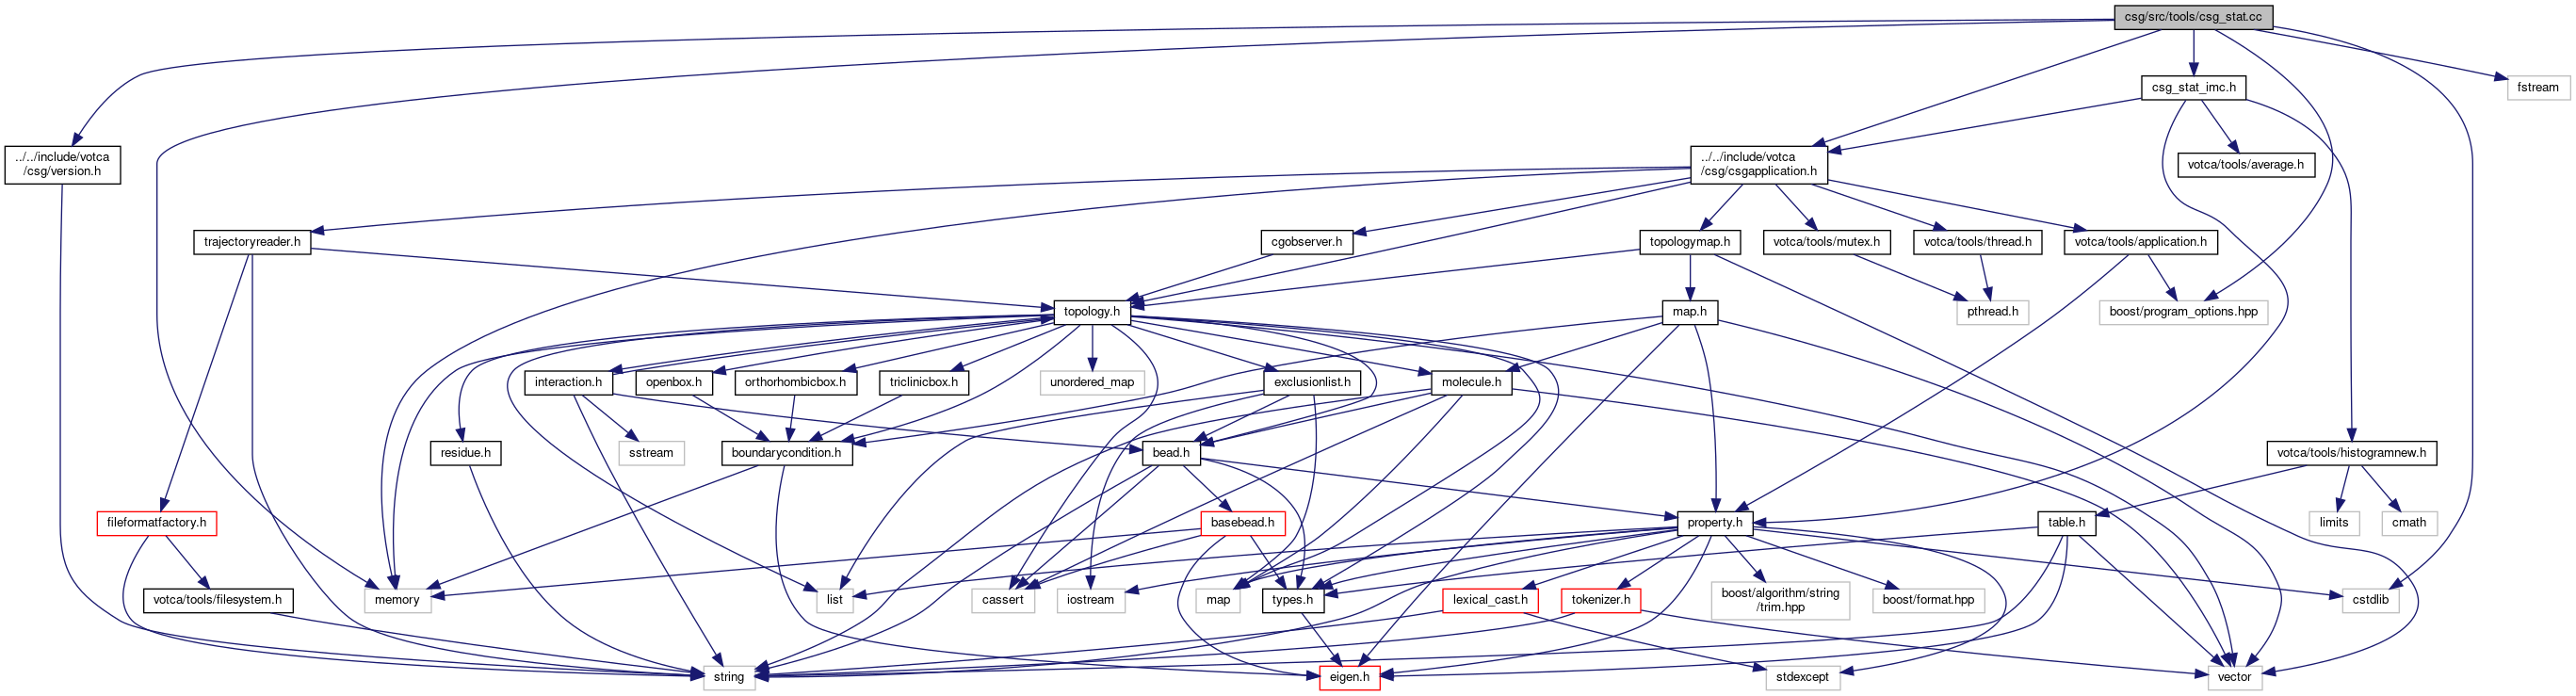 csg/src/tools/csg_stat.cc
csg_stat_imc.h
fstream
../../include/votca
/csg/version.h
../../include/votca
/csg/csgapplication.h
votca/tools/average.h
trajectoryreader.h
cgobserver.h
topologymap.h
votca/tools/mutex.h
votca/tools/thread.h
votca/tools/application.h
topology.h
map.h
pthread.h
boost/program_options.hpp
interaction.h
openbox.h
orthorhombicbox.h
triclinicbox.h
unordered_map
exclusionlist.h
molecule.h
residue.h
sstream
boundarycondition.h
bead.h
votca/tools/histogramnew.h
fileformatfactory.h
basebead.h
property.h
table.h
limits
cmath
votca/tools/filesystem.h
memory
list
cassert
iostream
map
types.h
lexical_cast.h
tokenizer.h
boost/algorithm/string
/trim.hpp
boost/format.hpp
cstdlib
string
eigen.h
stdexcept
vector